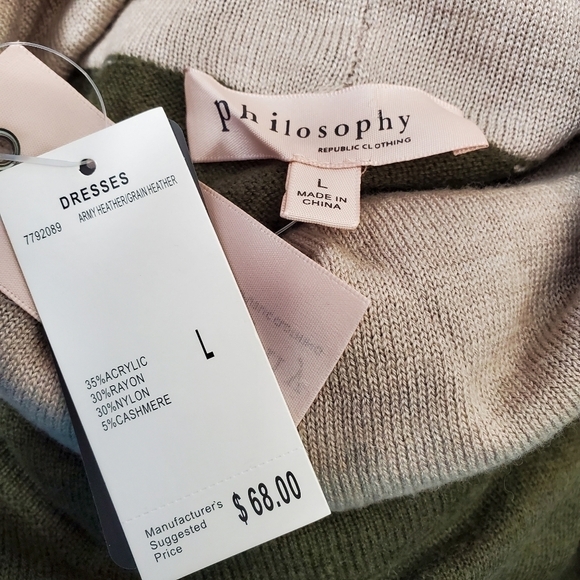 philosophy
REPUBLIC CLOTHING
L
MADE IN
CHINA
DRESSES
7792089 ARMY HEATHER/GRAIN HEATHER
L
35%ACRYLIC
30%RAYON
30%NYLON
5%CASHMERE
Manufacturer's
Suggested
Price
$68.00